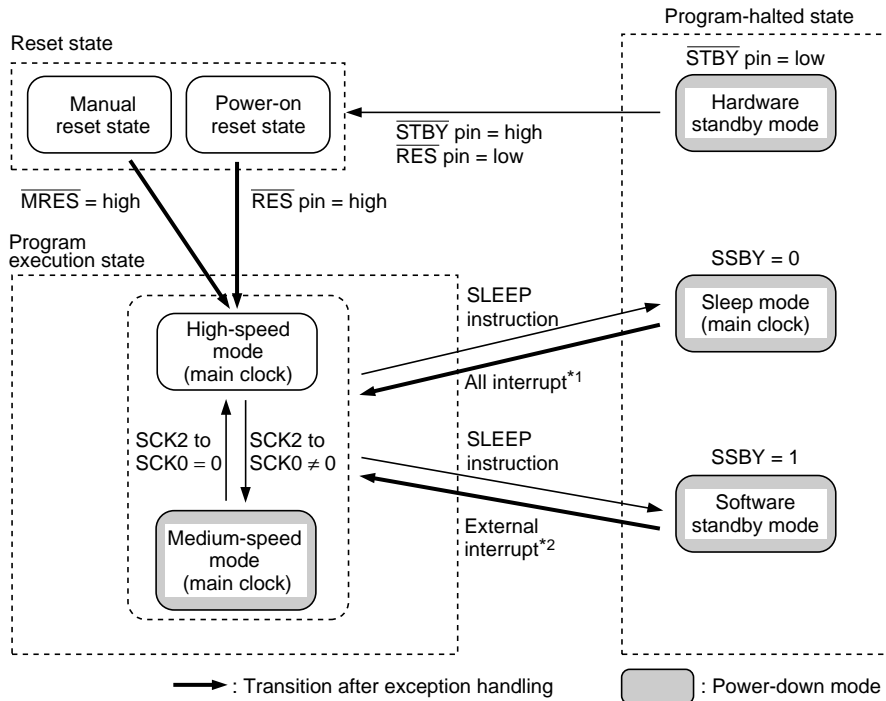 Program-halted state
Reset state
STBY pin = low
Manual
reset state
Power-on
reset state
Hardware
standby mode
STBY pin = high
RES pin = low
MRES = high
RES pin = high
Program
execution state
SSBY = 0
SLEEP
instruction
Sleep mode
(main clock)
High-speed
mode
(main clock)
All interrupt*1
SCK2 to
SCK0 = 0
SCK2 to
SCK0 ≠ 0
SLEEP
instruction
SSBY = 1
Software
standby mode
External
interrupt*2
Medium-speed
mode
(main clock)
: Transition after exception handling
: Power-down mode